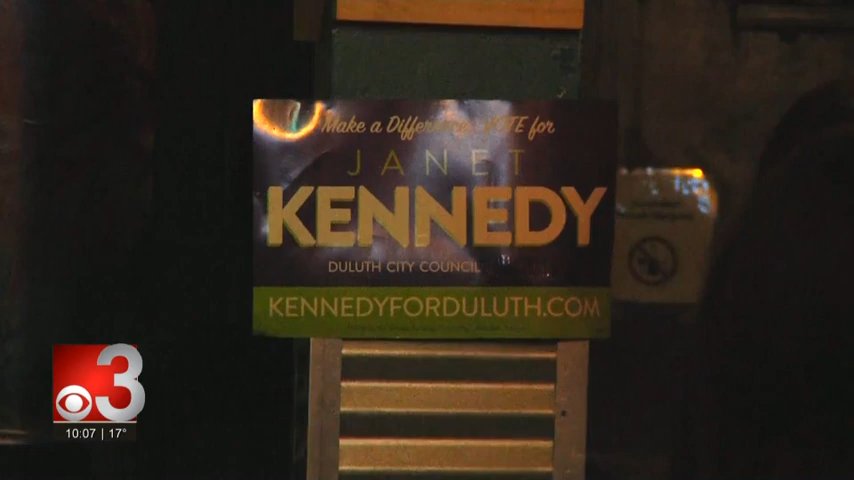 Make a Difference, VOTE for
JANET
KENNEDY
DULUTH CITY COUNCIL
KENNEDYFORDULUTH.COM
3
10:07 | 17°